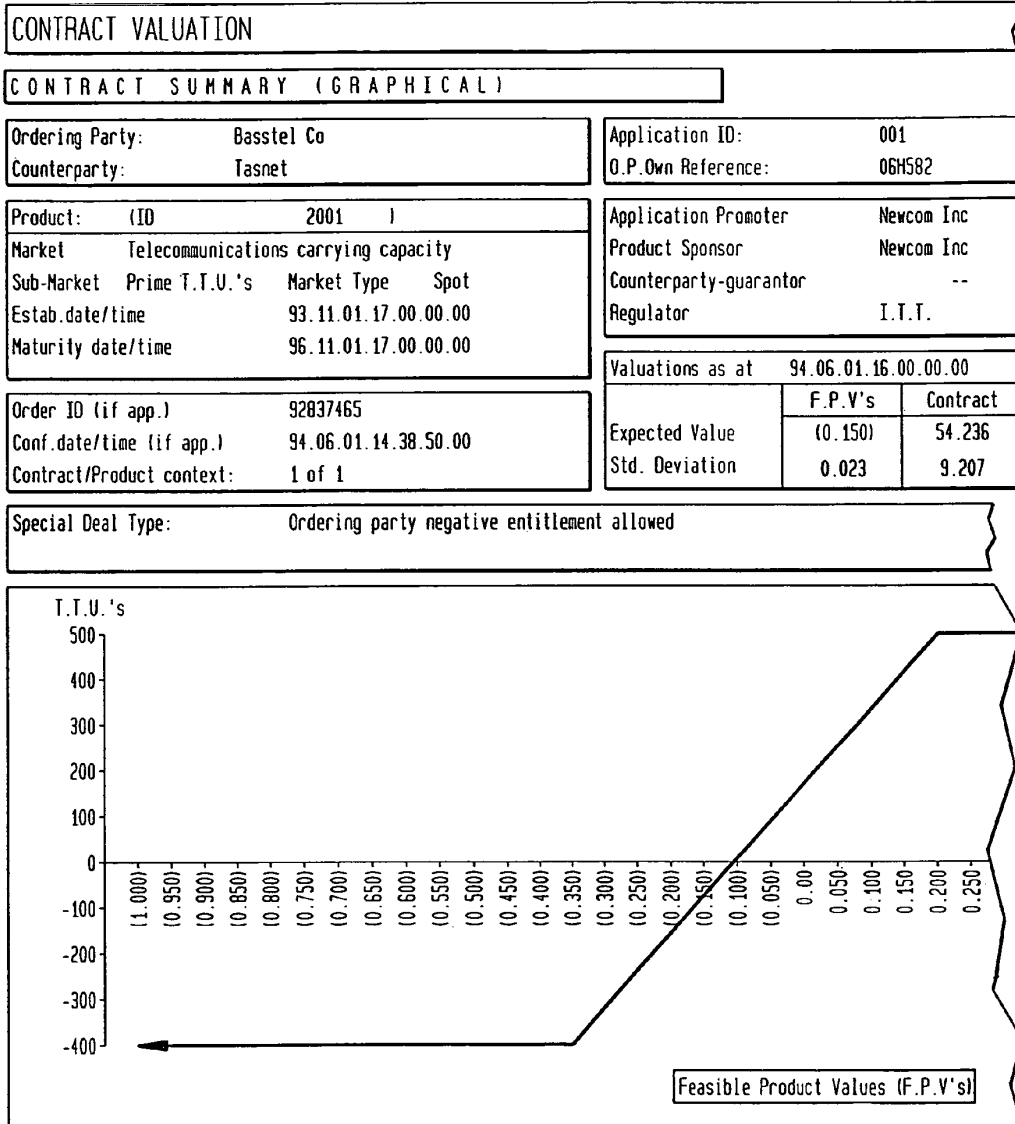 CONTRACT VALUATION
CONTRACT SUMMARY (GRAPHICAL)
Ordering Party: Basstel Co
Counterparty: Tasnet
Application ID: 001
O.P.Own Reference: 06H582
Product: (ID 2001 )
Market Telecommunications carrying capacity
Sub-Market Prime T.T.U.'s Market Type Spot
Estab.date/time 93.11.01.17.00.00.00
Maturity date/time 96.11.01.17.00.00.00
Application Promoter Newcom Inc
Product Sponsor Newcom Inc
Counterparty-guarantor --
Regulator I.T.T.
Order ID (if app.) 92837465
Conf.date/time (if app.) 94.06.01.14.38.50.00
Contract/Product context: 1 of 1
Valuations as at 94.06.01.16.00.00.00
F.P.V's Contract
Expected Value (0.150) 54.236
Std. Deviation 0.023 9.207
Special Deal Type: Ordering party negative entitlement allowed
T.T.U.'s
500
400
300
200
100
0
-100
-200
-300
-400
(1.000) (0.950) (0.900) (0.850) (0.800) (0.750) (0.700) (0.650) (0.600) (0.550) (0.500) (0.450) (0.400) (0.350) (0.300) (0.250) (0.200) (0.150) (0.100) (0.050) 0.00 0.050 0.100 0.150 0.200 0.250
Feasible Product Values (F.P.V's)